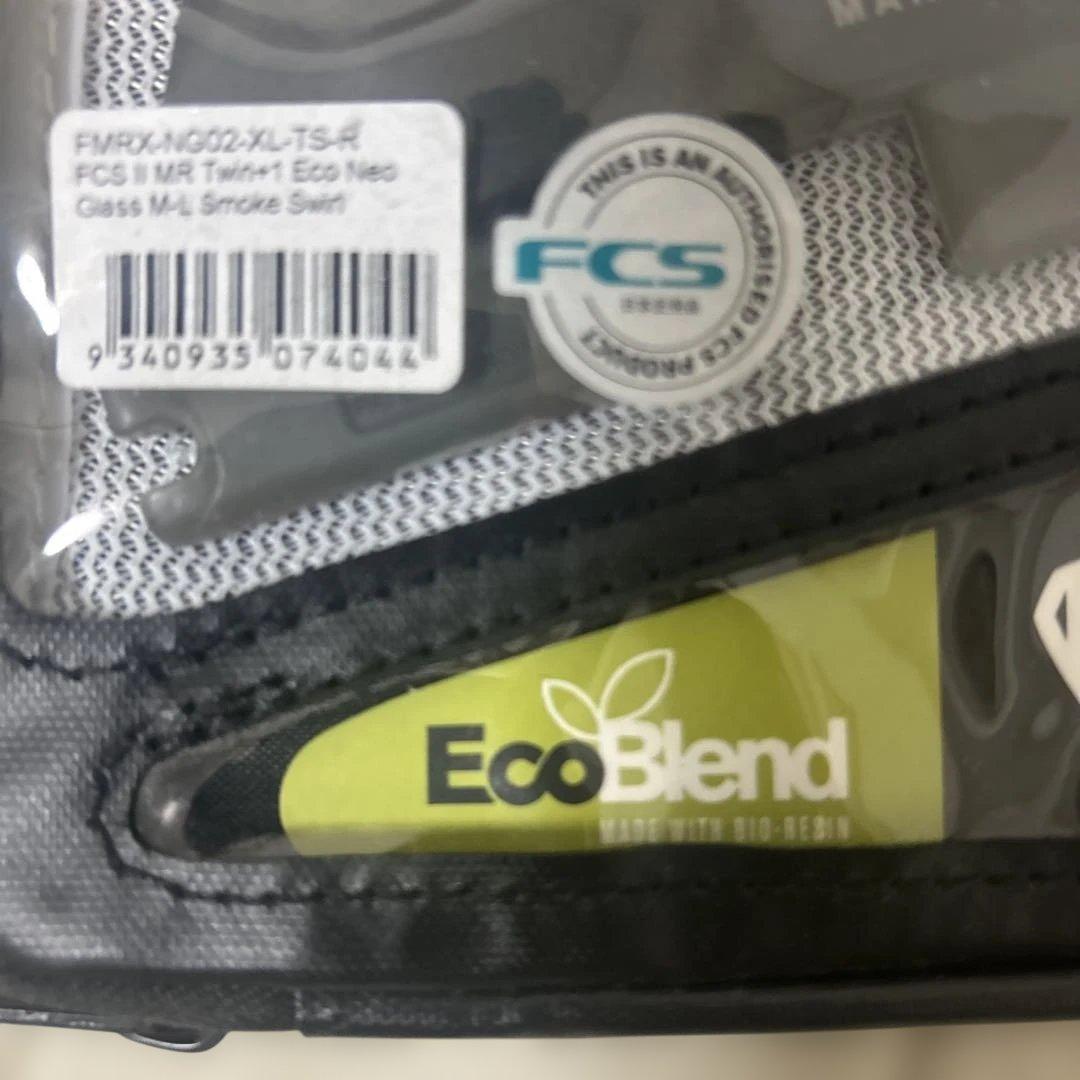 MAR
FMRX-NG02-XL-TS-R
FCS II MR Twin+1 Eco Neo
Glass M-L Smoke Swirl
9 340935 074044
THIS IS AN AUTHORISED FCS PRODUCT
FCS
EcoBlend
MADE WITH BIO-RESIN